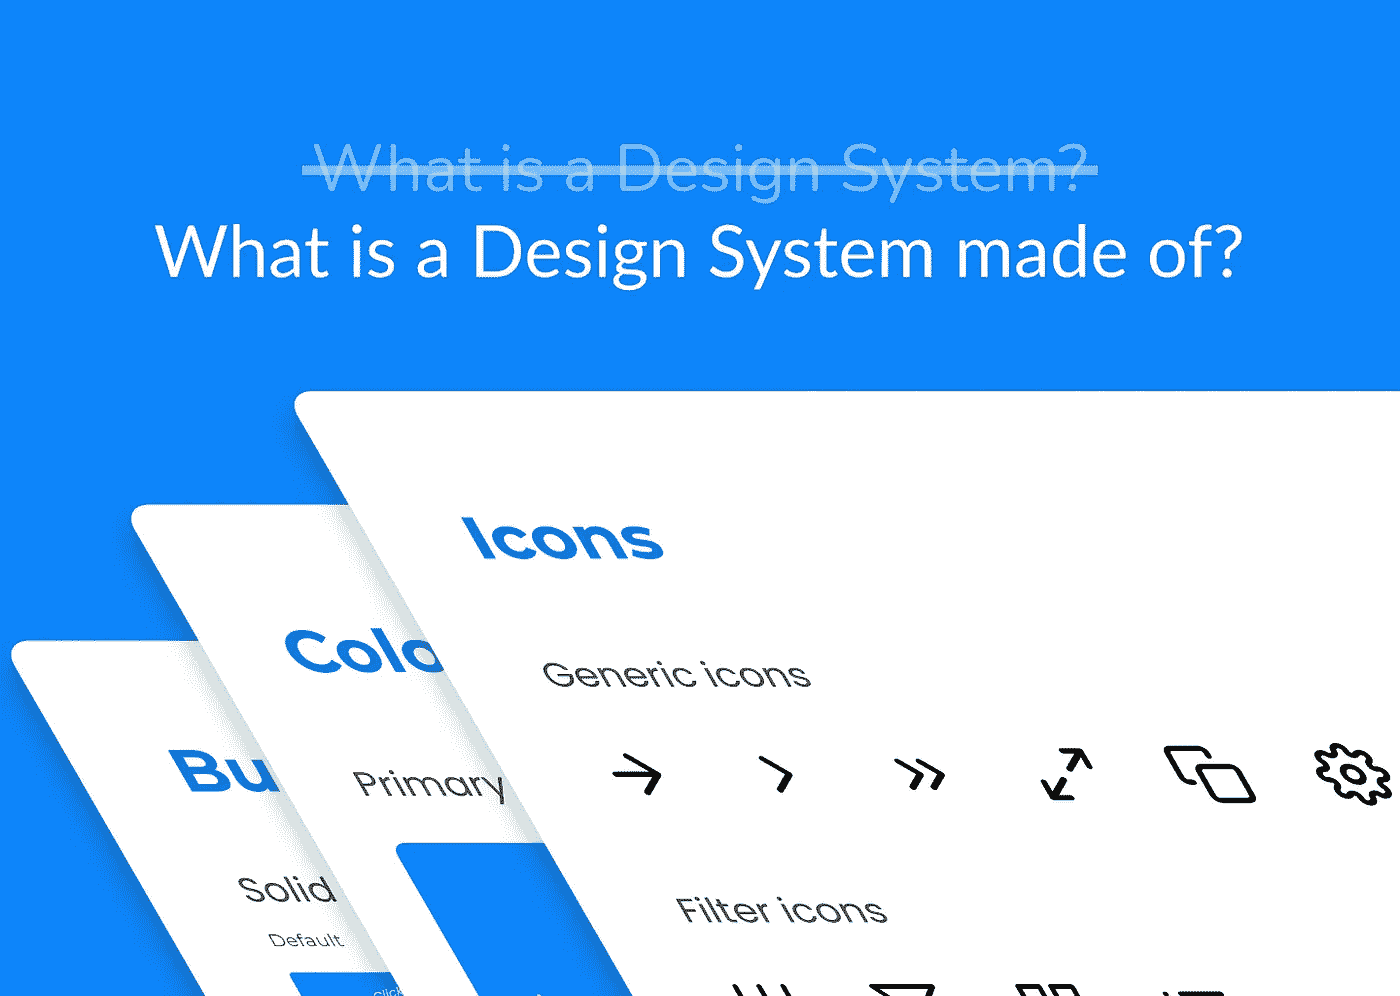 What is a Design System?
What is a Design System made of?
Icons
Generic icons
Filter icons
Colo
Primary
Bu
Solid
Default
Click